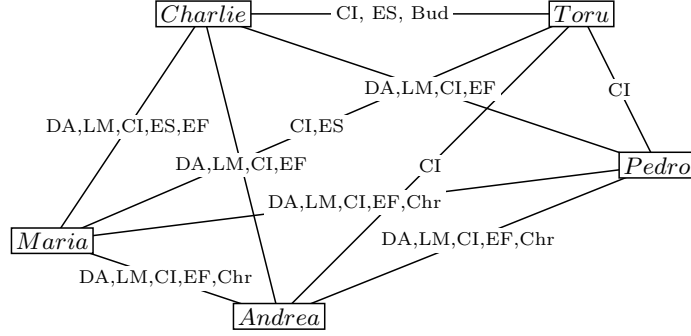 Charlie
CI, ES, Bud
Toru
DA,LM,CI,EF
CI
DA,LM,CI,ES,EF
CI,ES
DA,LM,CI,EF
CI
Pedro
DA,LM,CI,EF,Chr
Maria
DA,LM,CI,EF,Chr
DA,LM,CI,EF,Chr
Andrea